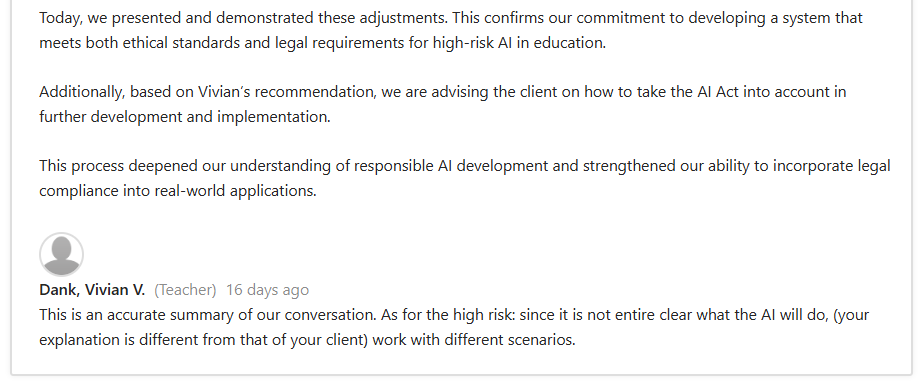 Today, we presented and demonstrated these adjustments. This confirms our commitment to developing a system that
meets both ethical standards and legal requirements for high-risk AI in education.
Additionally, based on Vivian's recommendation, we are advising the client on how to take the AI Act into account in
further development and implementation.
This process deepened our understanding of responsible AI development and strengthened our ability to incorporate legal
compliance into real-world applications.
Dank, Vivian V. (Teacher) 16 days ago
This is an accurate summary of our conversation. As for the high risk: since it is not entire clear what the AI will do, (your
explanation is different from that of your client) work with different scenarios.